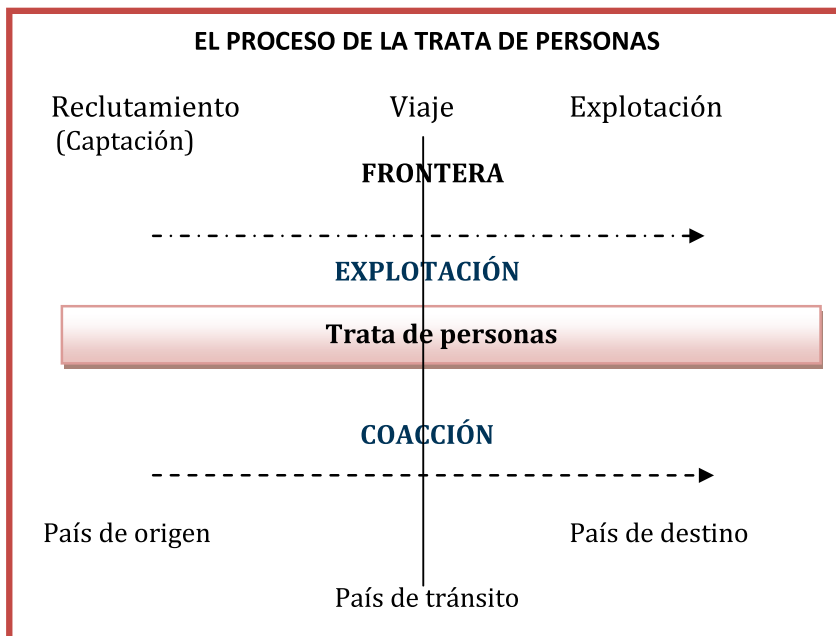 EL PROCESO DE LA TRATA DE PERSONAS
Reclutamiento Viaje Explotación
(Captación)
FRONTERA
EXPLOTACIÓN
Trata de personas
COACCIÓN
País de origen País de destino
País de tránsito